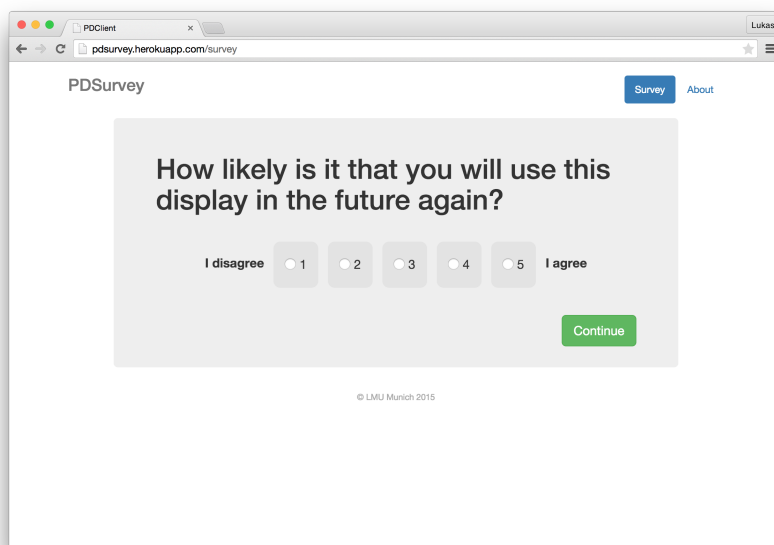 PDClient
Lukas
pdsurvey.herokuapp.com/survey
PDSurvey
Survey About
How likely is it that you will use this
display in the future again?
I disagree 1 2 3 4 5 I agree
Continue
© LMU Munich 2015